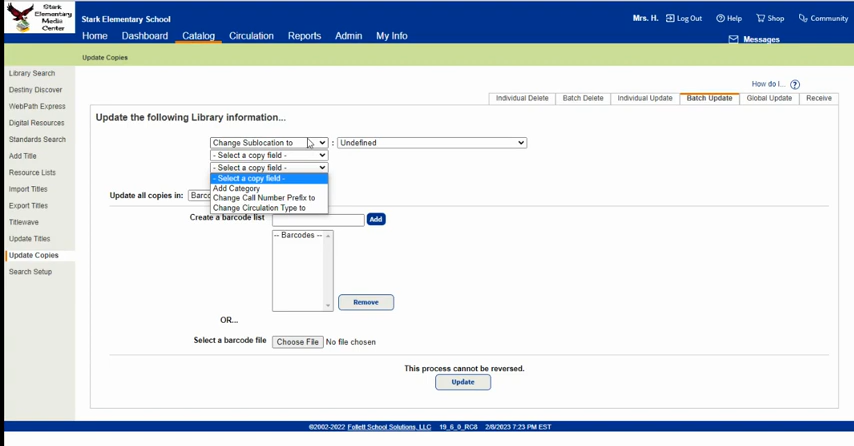 Stark
Elementary
Media
Center
Stark Elementary School
Mrs. H. Log Out Help Shop Community
Home Dashboard Catalog Circulation Reports Admin My Info
Messages
Update Copies
Library Search
Destiny Discover
WebPath Express
Digital Resources
Standards Search
Add Title
Resource Lists
Import Titles
Export Titles
Titlewave
Update Titles
Update Copies
Search Setup
How do I... ?
Individual Delete Batch Delete Individual Update Batch Update Global Update Receive
Update the following Library information...
Change Sublocation to : Undefined
- Select a copy field -
- Select a copy field -
- Select a copy field -
Add Category
Change Call Number Prefix to
Change Circulation Type to
Update all copies in:
Create a barcode list Add
-- Barcodes --
Remove
OR...
Select a barcode file Choose File No file chosen
This process cannot be reversed.
Update
©2002-2022 Follett School Solutions, LLC 19_6_0_RC8 2/8/2023 7:23 PM EST